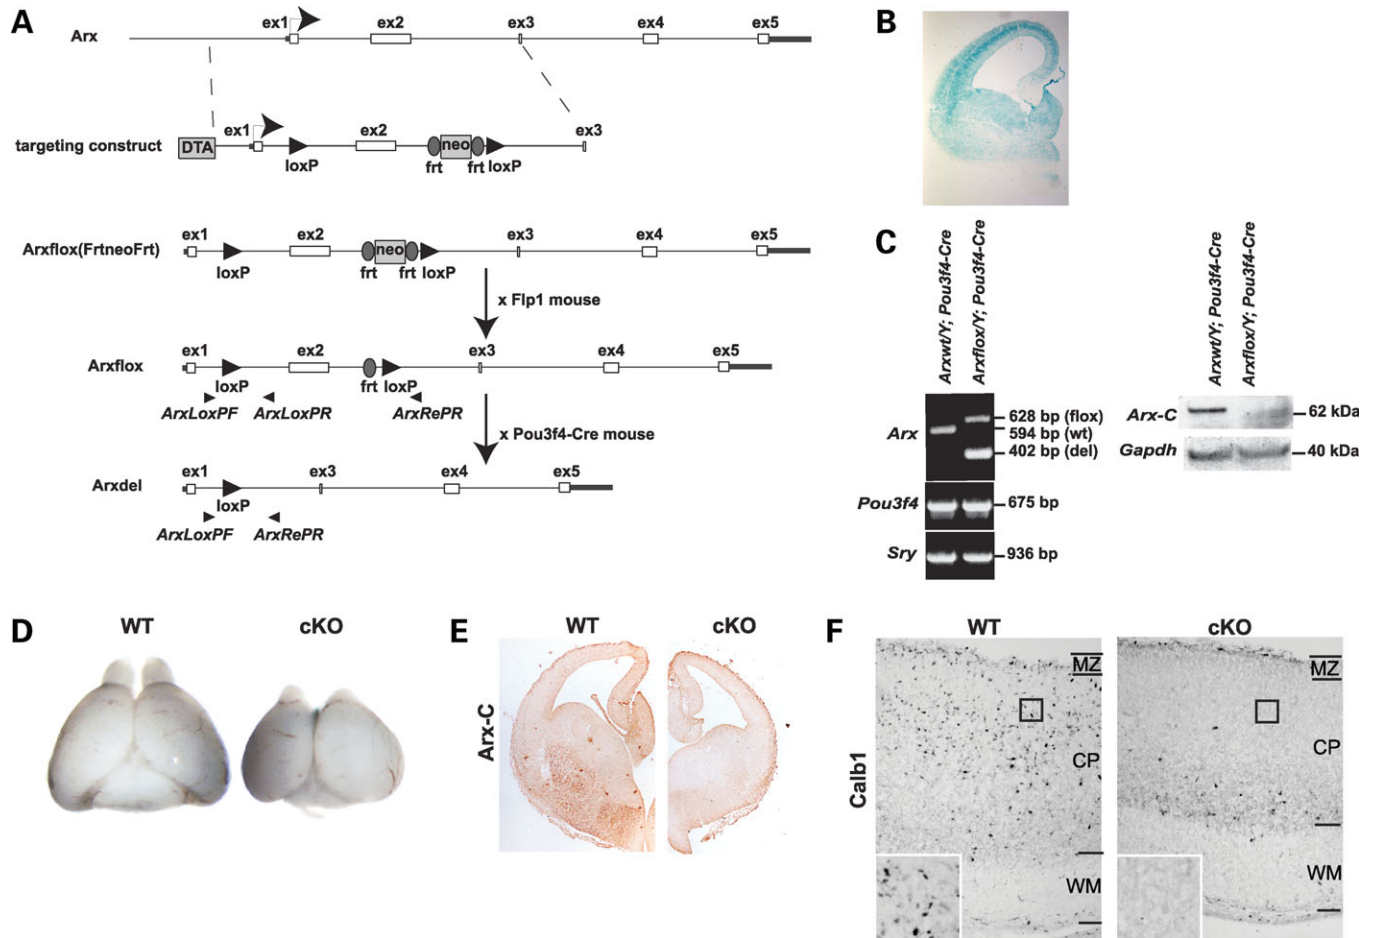 A
Arx
ex1 ex2 ex3 ex4 ex5
targeting construct
DTA ex1 ex2 neo ex3
loxP frt frt loxP
Arxflox(FrtneoFrt)
ex1 ex2 neo ex3 ex4 ex5
loxP frt frt loxP
x Flp1 mouse
Arxflox
ex1 ex2 ex3 ex4 ex5
loxP frt loxP
ArxLoxPF ArxLoxPR ArxRePR
x Pou3f4-Cre mouse
Arxdel
ex1 ex3 ex4 ex5
loxP
ArxLoxPF ArxRePR
B
C
Arxwt/Y; Pou3f4-Cre
Arxflox/Y; Pou3f4-Cre
Arx
628 bp (flox)
594 bp (wt)
402 bp (del)
Pou3f4 675 bp
Sry 936 bp
Arxwt/Y; Pou3f4-Cre
Arxflox/Y; Pou3f4-Cre
Arx-C 62 kDa
Gapdh 40 kDa
D
WT cKO
E
WT cKO
Arx-C
F
WT cKO
Calb1
MZ MZ
CP CP
WM WM